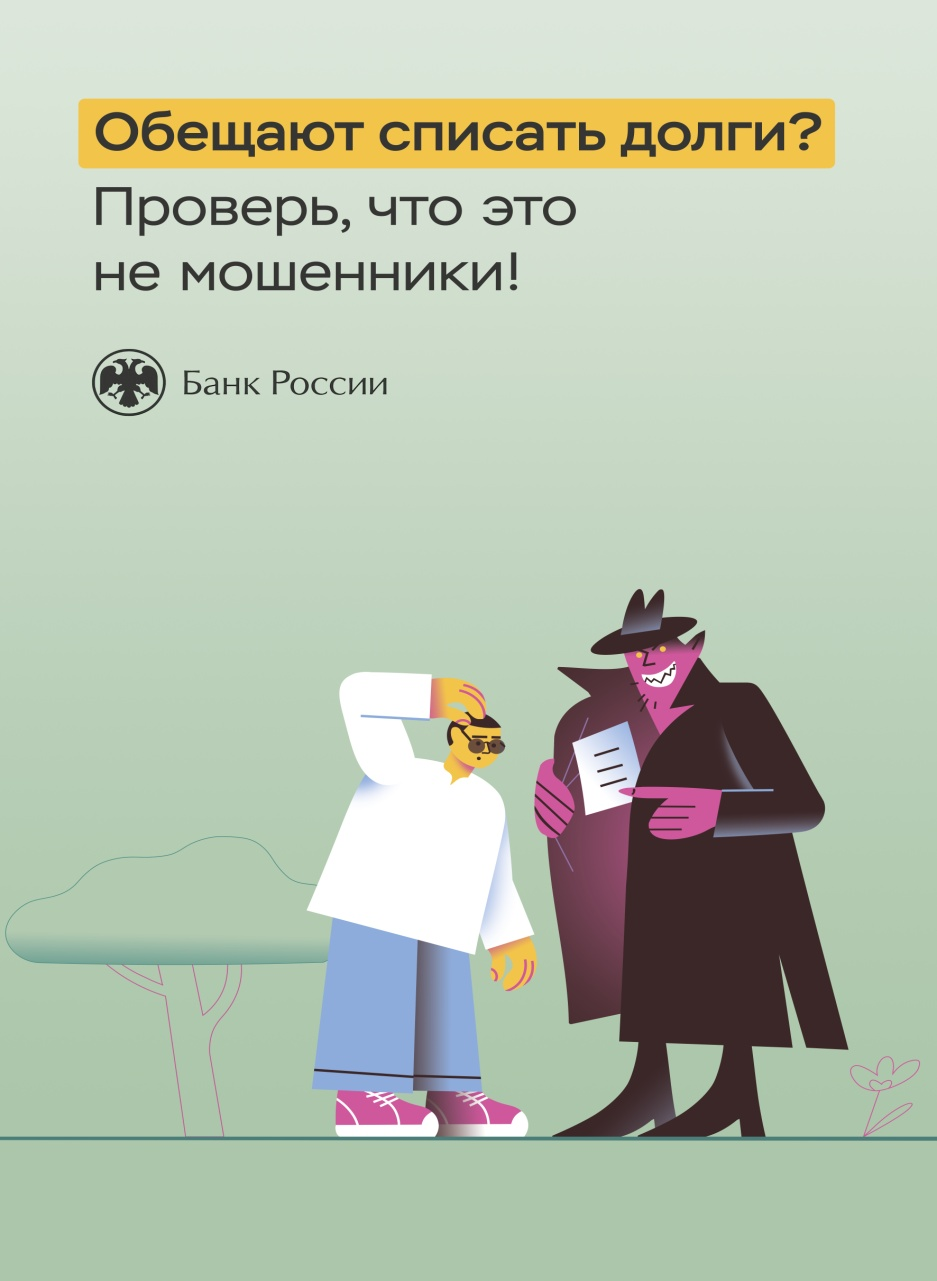 Обещают списать долги?
Проверь, что это
не мошенники!
Банк России